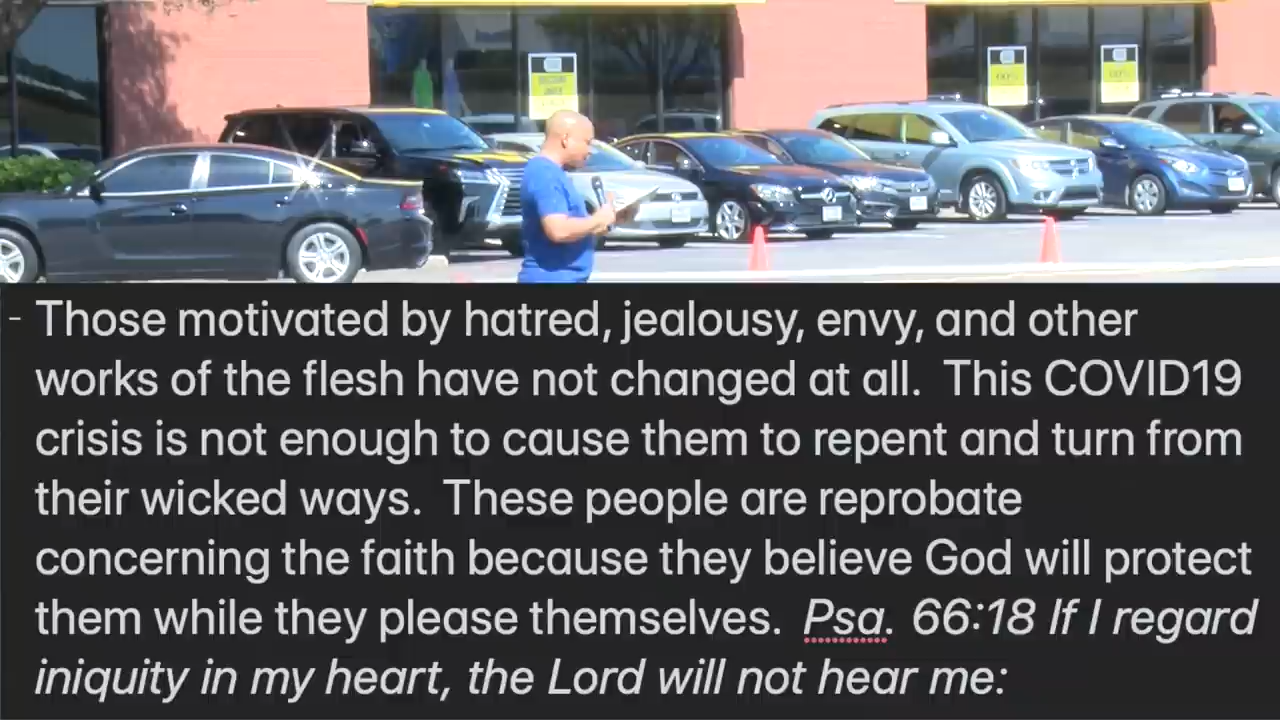 - Those motivated by hatred, jealousy, envy, and other
works of the flesh have not changed at all.  This COVID19
crisis is not enough to cause them to repent and turn from
their wicked ways.  These people are reprobate
concerning the faith because they believe God will protect
them while they please themselves.  Psa. 66:18 If I regard
iniquity in my heart, the Lord will not hear me: